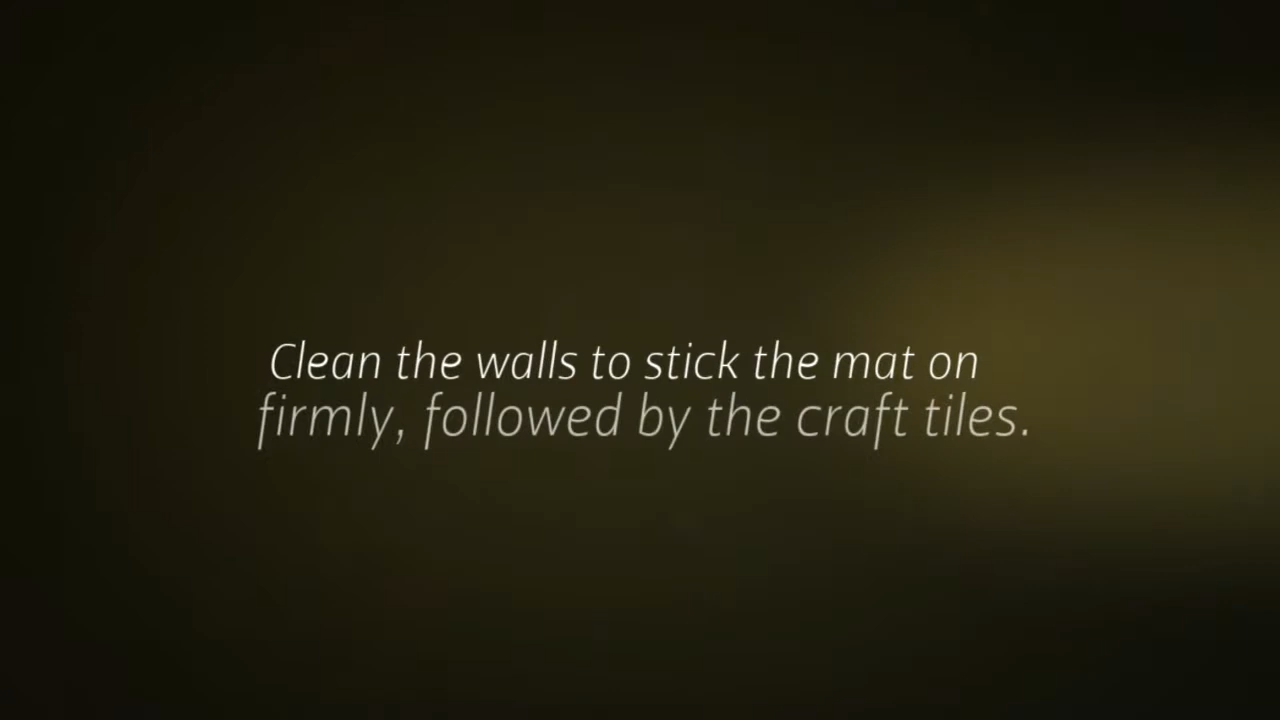 Clean the walls to stick the mat on
firmly, followed by the craft tiles.